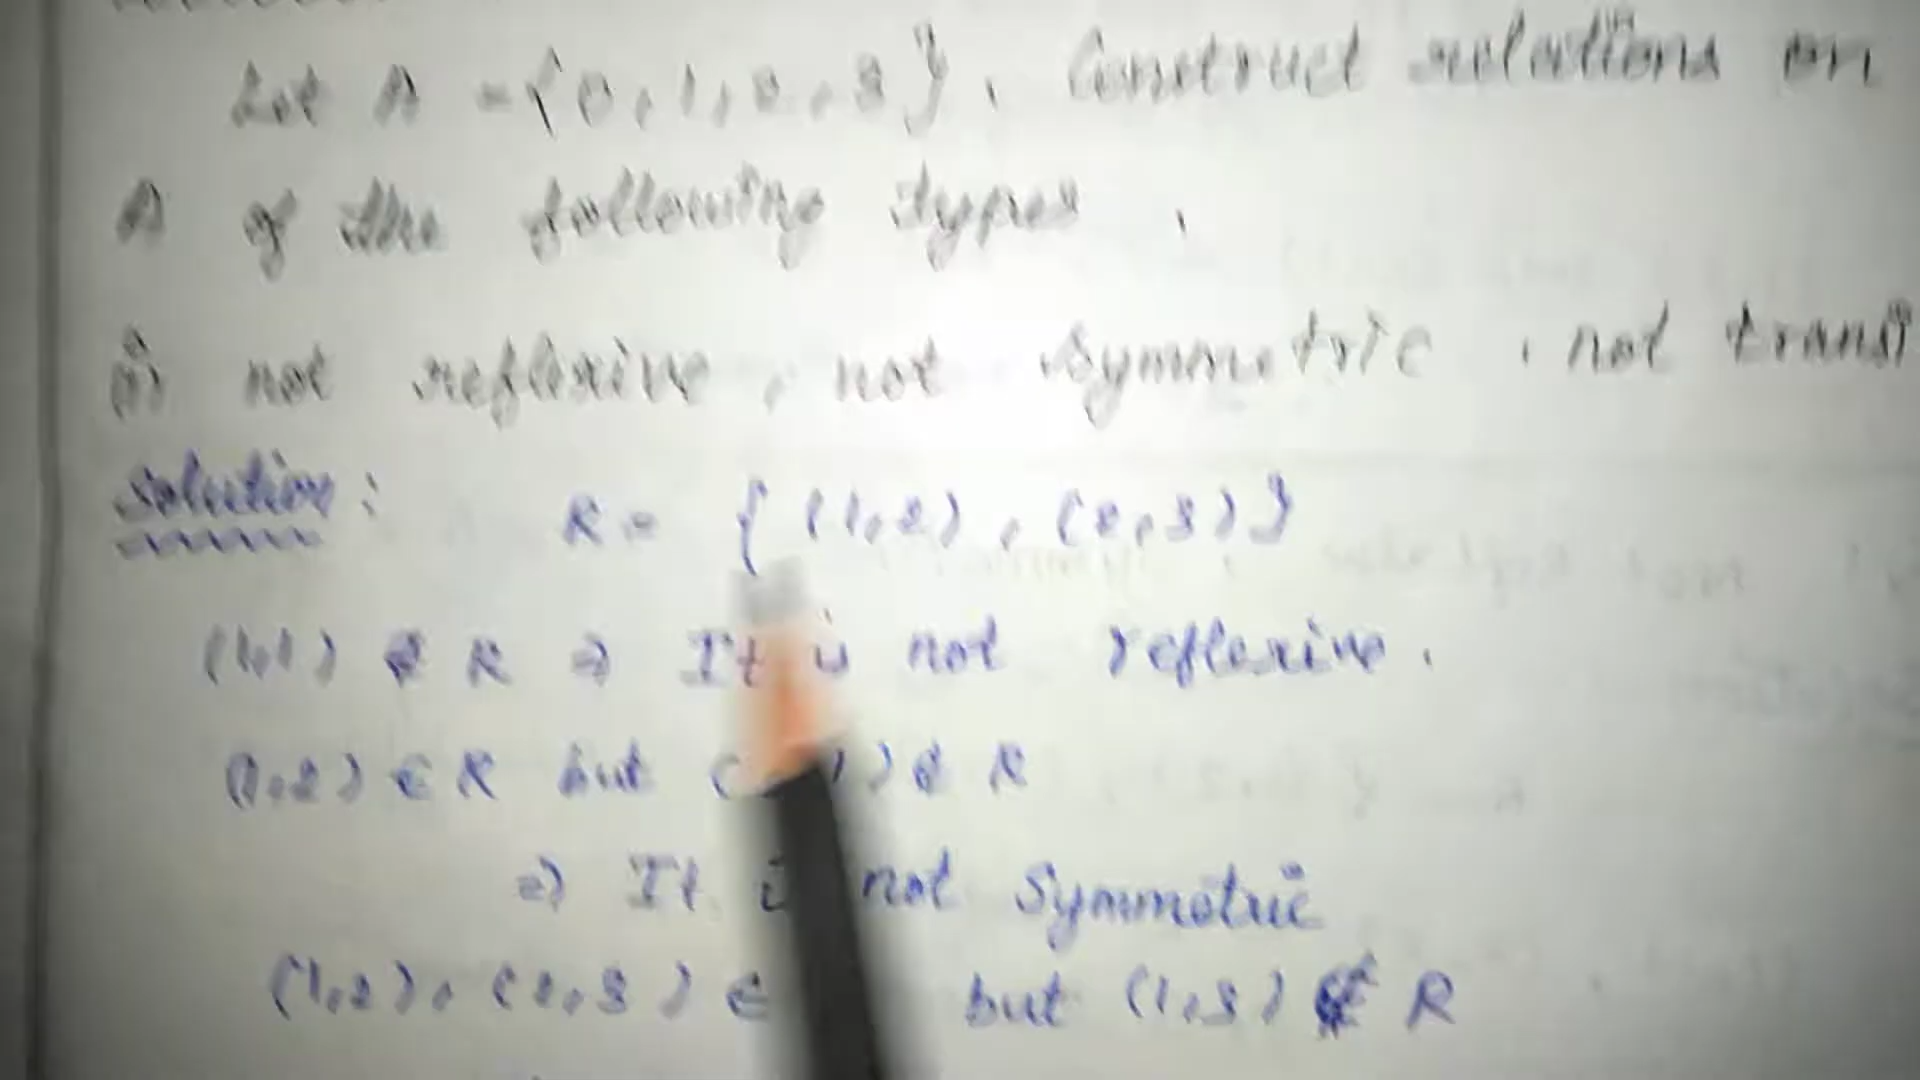 Let A = {0, 1, 2, 3}. Construct relations on
A of the following types.
(i) not reflexive, not symmetric, not transi
Solution: R = { (1,2), (2,3) }
(1,1) ∉ R ⇒ It is not reflexive.
(1,2) ∈ R but ( 1) ∉ R
⇒ It i not Symmetric
(1,2), (2,3) ∈ but (1,3) ∉ R